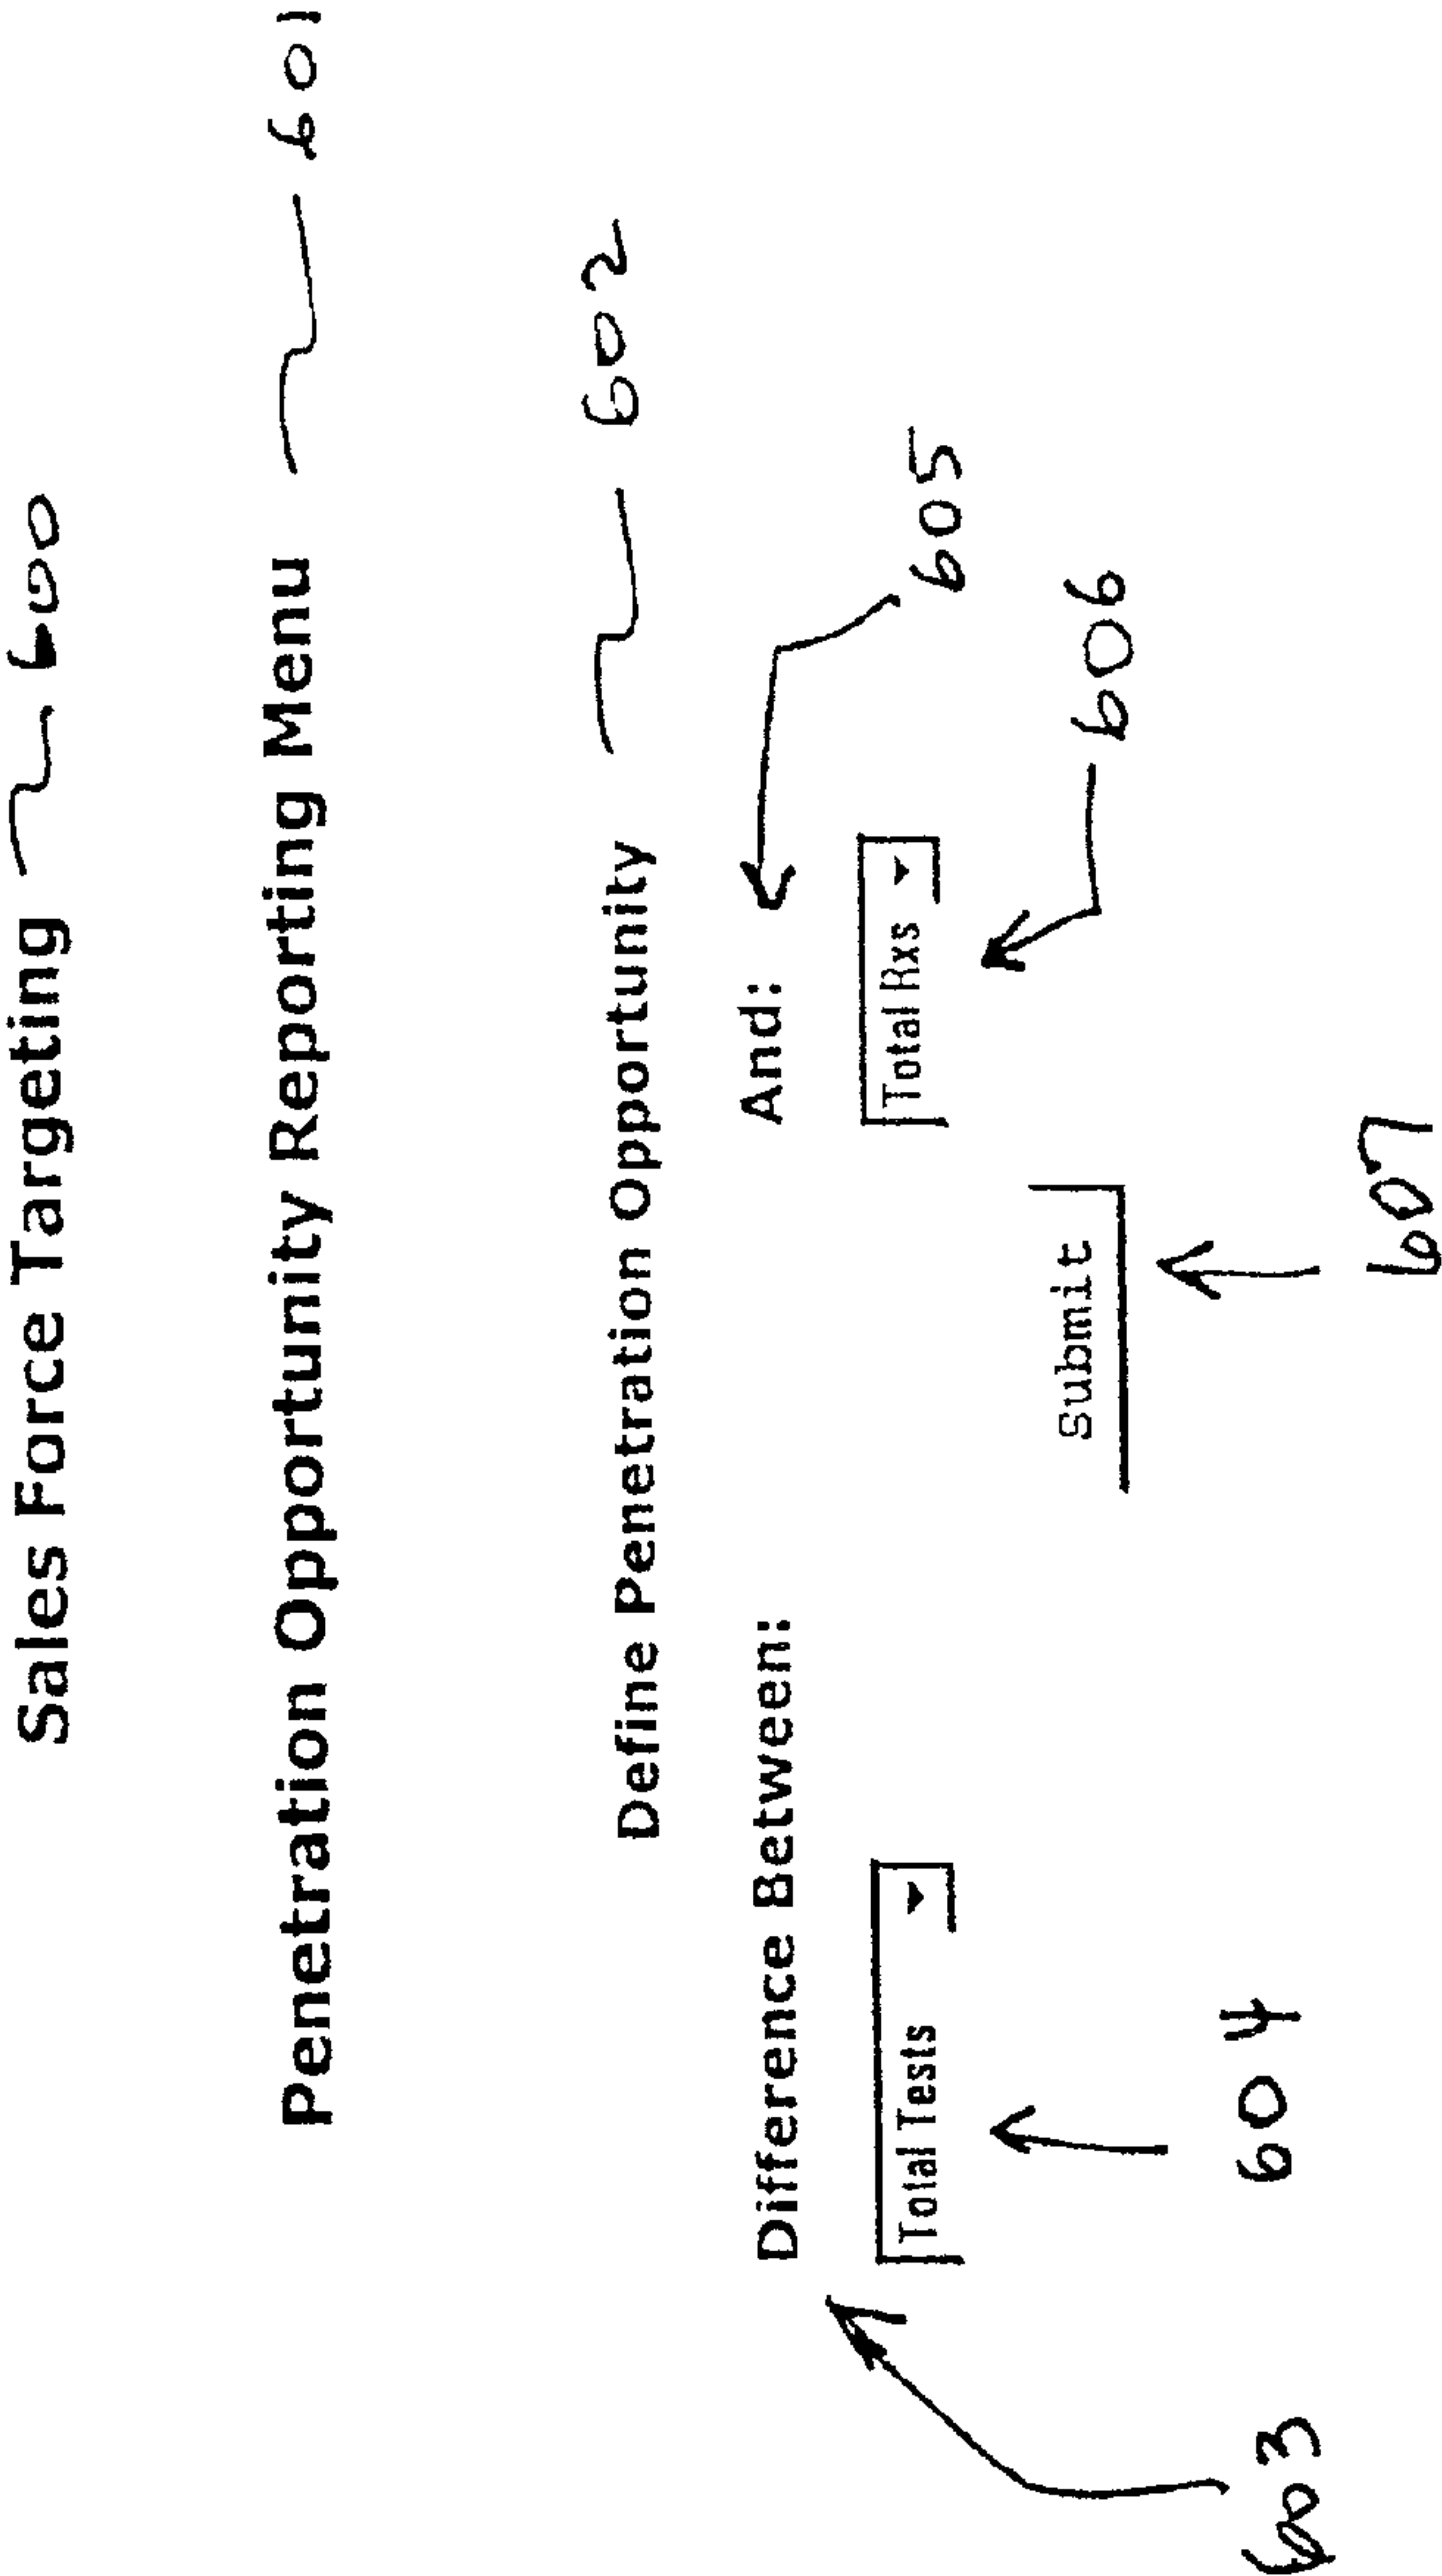 Sales Force Targeting 600
Penetration Opportunity Reporting Menu 601
Define Penetration Opportunity 602
Difference Between: And: 605
Total Tests Total Rxs 606
Submit
603 604 607